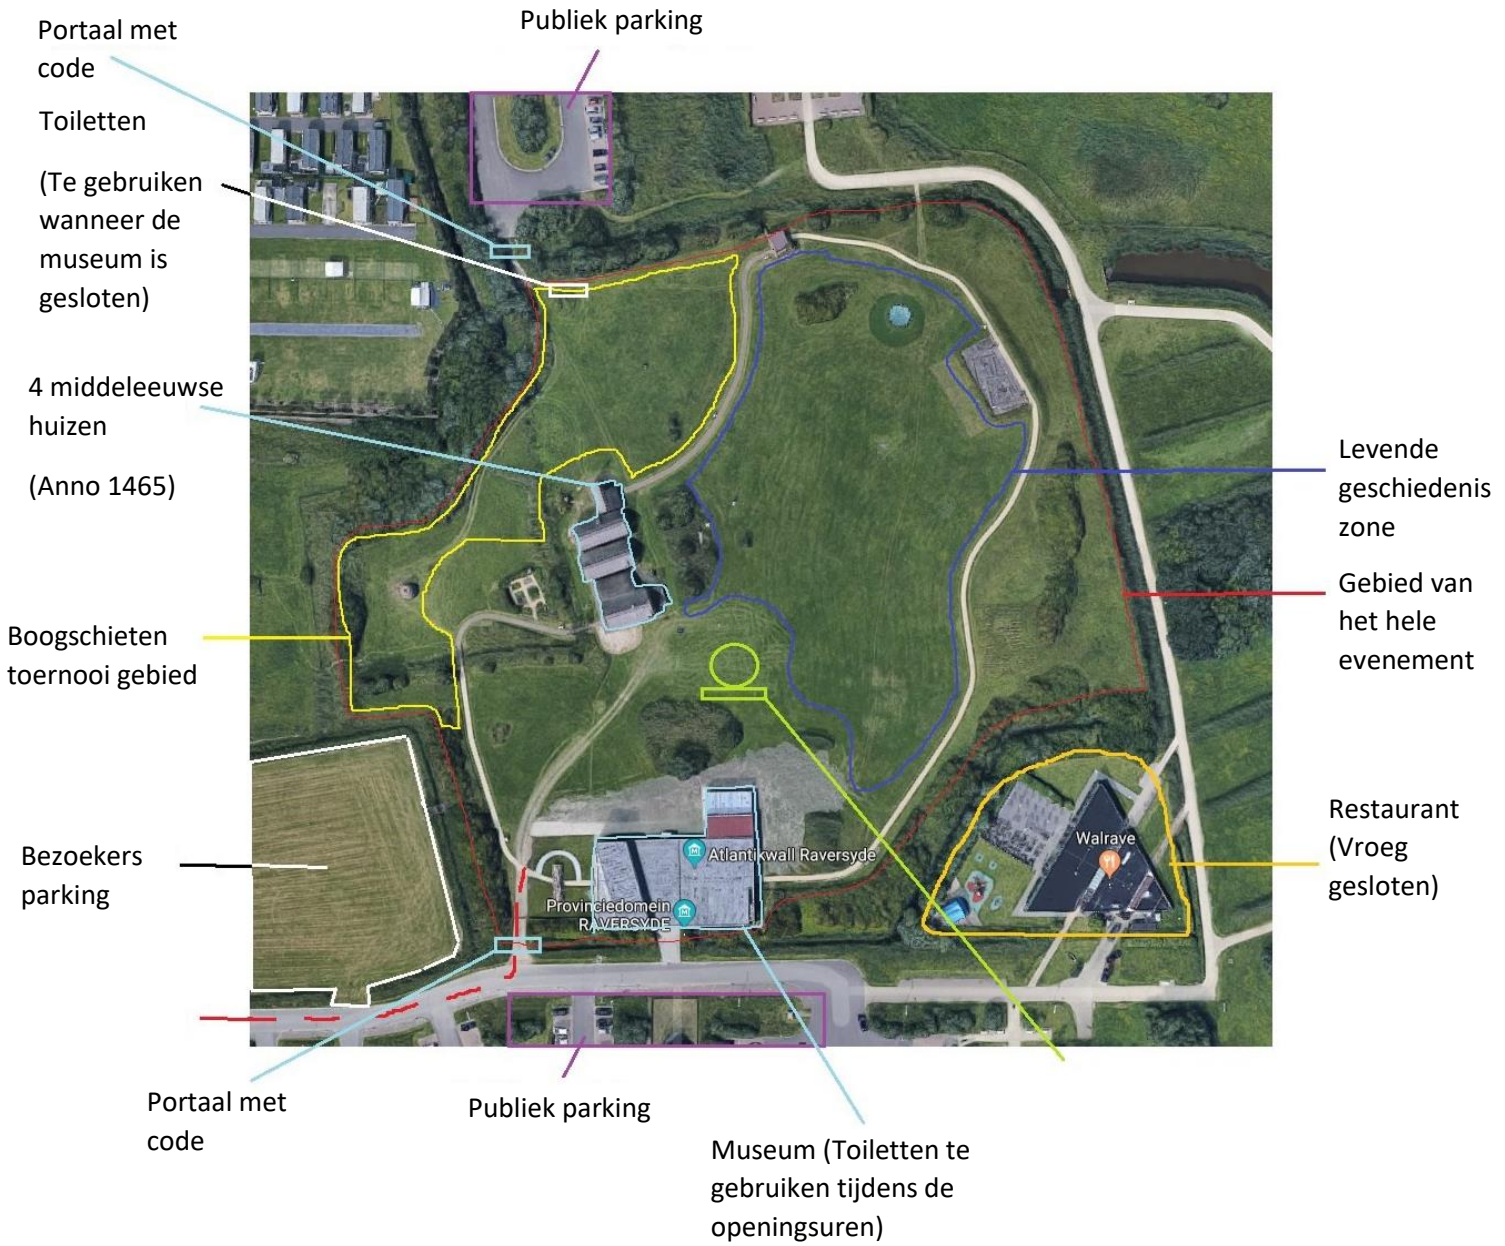 Publiek parking
Portaal met
code
Toiletten
(Te gebruiken
wanneer de
museum is
gesloten)
4 middeleeuwse
huizen
(Anno 1465)
Levende
geschiedenis
zone
Gebied van
het hele
evenement
Boogschieten
toernooi gebied
Restaurant
(Vroeg
gesloten)
Walrave
Atlantikwall Raversyde
Provinciedomein
RAVERSYDE
Bezoekers
parking
Portaal met
code
Publiek parking
Museum (Toiletten te
gebruiken tijdens de
openingsuren)